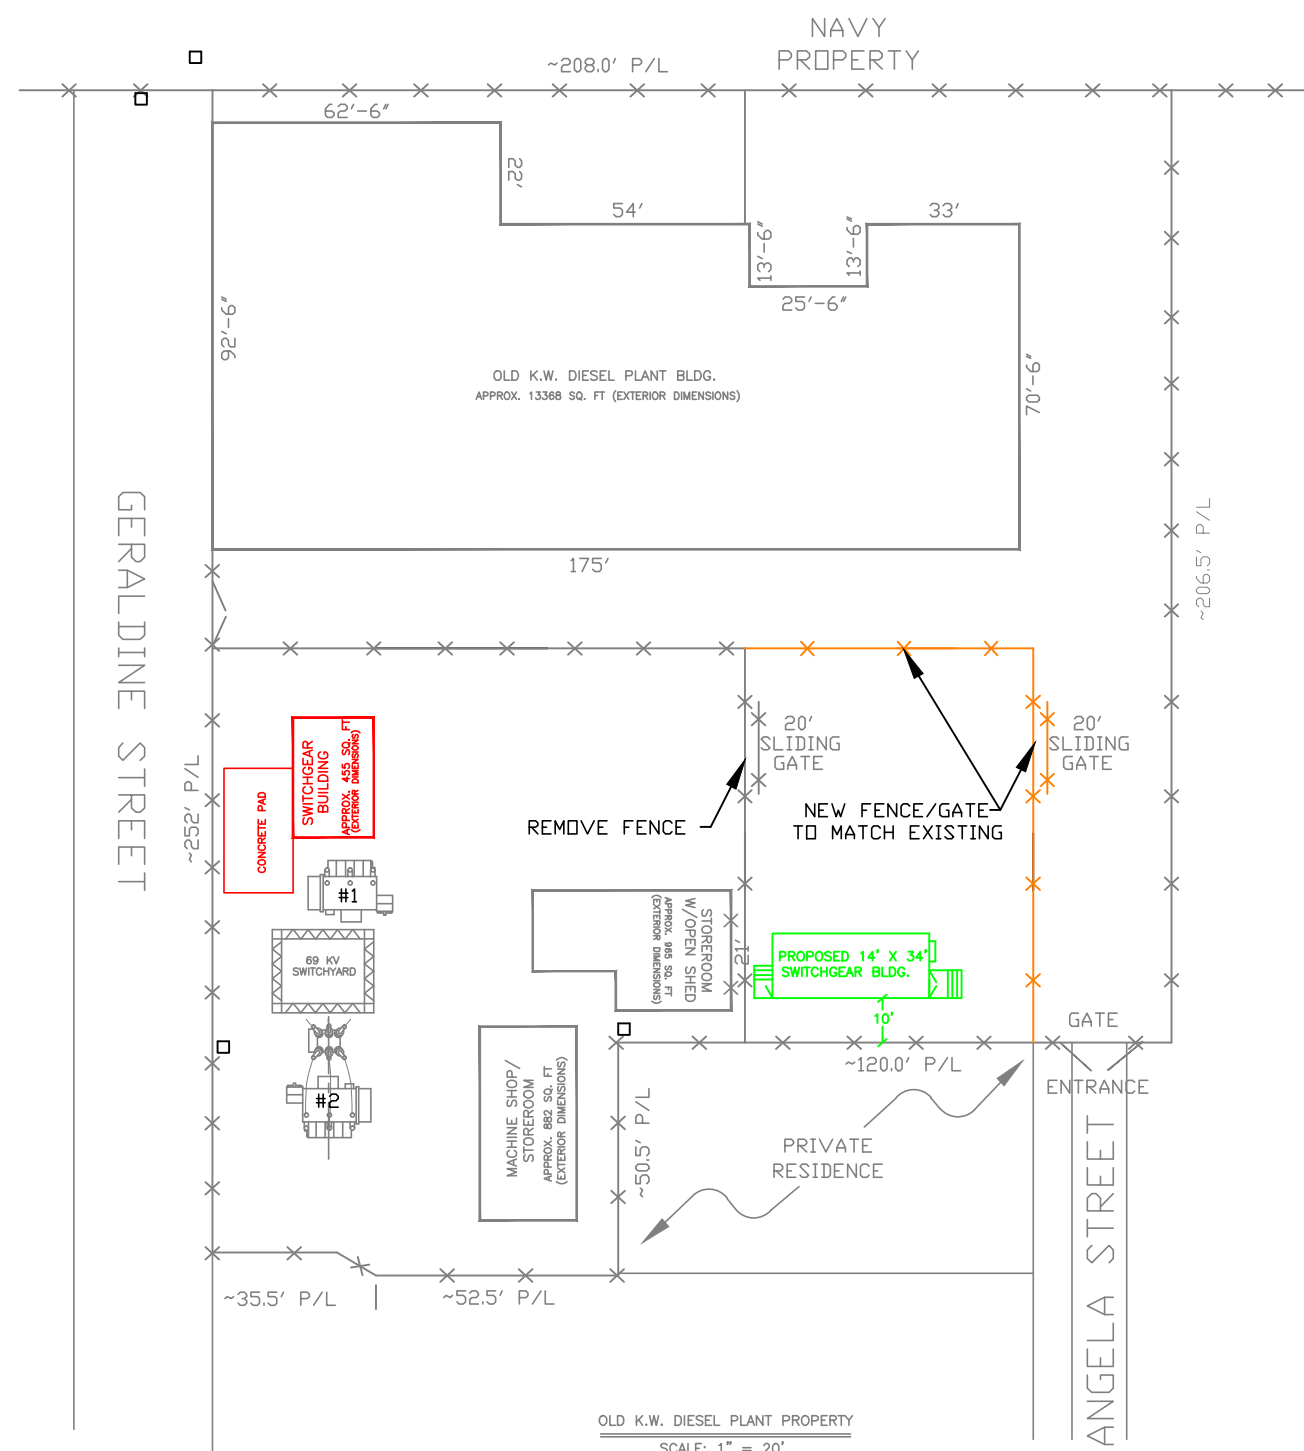 NAVY
PROPERTY
~208.0' P/L
62'-6"
22'
54'
13'-6"
13'-6"
33'
25'-6"
92'-6"
70'-6"
OLD K.W. DIESEL PLANT BLDG.
APPROX. 13368 SQ. FT (EXTERIOR DIMENSIONS)
175'
GERALDINE STREET
~206.5' P/L
~252' P/L
SWITCHGEAR
BUILDING
APPROX. 455 SQ. FT
(EXTERIOR DIMENSIONS)
CONCRETE PAD
20'
SLIDING
GATE
20'
SLIDING
GATE
REMOVE FENCE
NEW FENCE/GATE
TO MATCH EXISTING
#1
69 KV
SWITCHYARD
#2
STOREROOM
W/OPEN SHED
APPROX. 965 SQ. FT
(EXTERIOR DIMENSIONS)
21'
PROPOSED 14' X 34'
SWITCHGEAR BLDG.
10'
GATE
ENTRANCE
~120.0' P/L
MACHINE SHOP/
STOREROOM
APPROX. 882 SQ. FT
(EXTERIOR DIMENSIONS)
~50.5' P/L
PRIVATE
RESIDENCE
ANGELA STREET
~35.5' P/L
~52.5' P/L
OLD K.W. DIESEL PLANT PROPERTY
SCALE: 1" = 20'